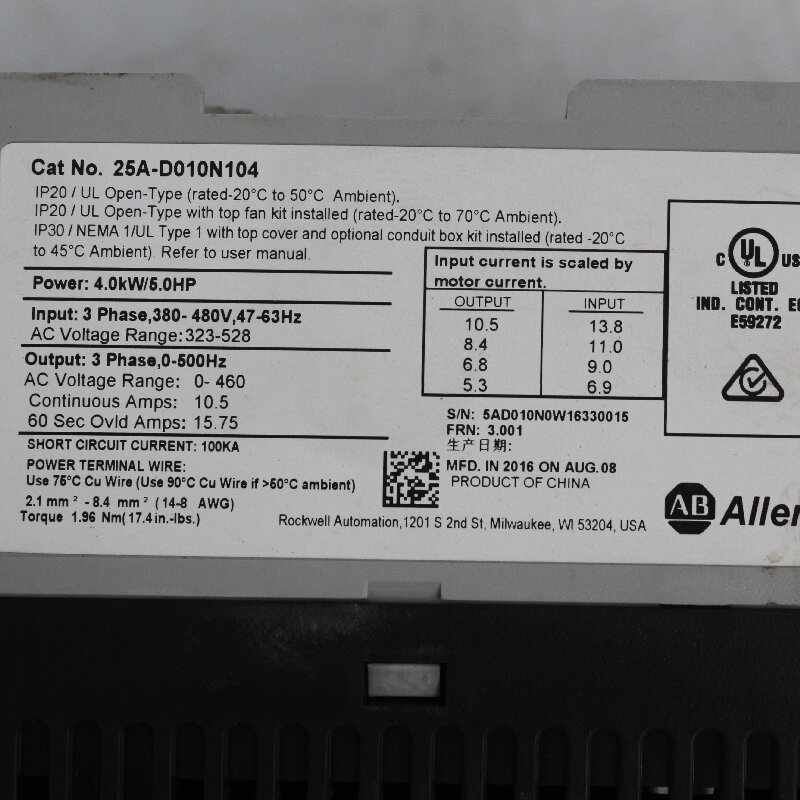 Cat No. 25A-D010N104
IP20 / UL Open-Type (rated-20°C to 50°C Ambient).
IP20 / UL Open-Type with top fan kit installed (rated-20°C to 70°C Ambient).
IP30 / NEMA 1/UL Type 1 with top cover and optional conduit box kit installed (rated -20°C
to 45°C Ambient). Refer to user manual.
Power: 4.0kW/5.0HP
Input: 3 Phase,380- 480V,47-63Hz
AC Voltage Range:323-528
Output: 3 Phase,0-500Hz
AC Voltage Range: 0- 460
Continuous Amps: 10.5
60 Sec Ovld Amps: 15.75
SHORT CIRCUIT CURRENT: 100KA
POWER TERMINAL WIRE:
Use 75°C Cu Wire (Use 90°C Cu Wire if >50°C ambient)
2.1 mm² - 8.4 mm² (14-8 AWG)
Torque 1.96 Nm(17.4in.-lbs.)
Input current is scaled by
motor current.
OUTPUT INPUT
10.5 13.8
8.4 11.0
6.8 9.0
5.3 6.9
S/N: 5AD010N0W16330015
FRN: 3.001
生产日期:
MFD. IN 2016 ON AUG.08
PRODUCT OF CHINA
Rockwell Automation,1201 S 2nd St, Milwaukee, WI 53204, USA
C UL US
LISTED
IND. CONT. E
E59272
AB Aller